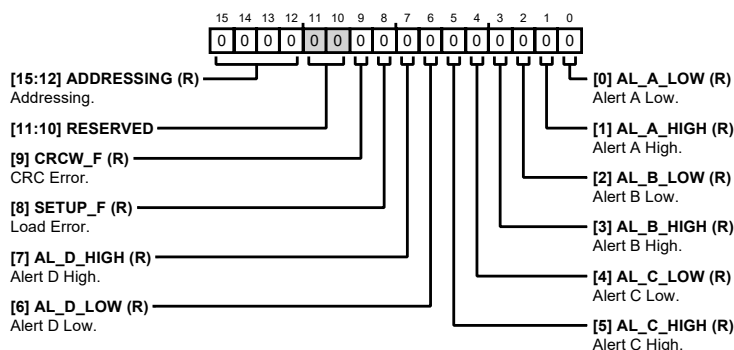 15 14 13 12 11 10 9 8 7 6 5 4 3 2 1 0
0 0 0 0 0 0 0 0 0 0 0 0 0 0 0 0
[15:12] ADDRESSING (R)
Addressing.
[11:10] RESERVED
[9] CRCW_F (R)
CRC Error.
[8] SETUP_F (R)
Load Error.
[7] AL_D_HIGH (R)
Alert D High.
[6] AL_D_LOW (R)
Alert D Low.
[0] AL_A_LOW (R)
Alert A Low.
[1] AL_A_HIGH (R)
Alert A High.
[2] AL_B_LOW (R)
Alert B Low.
[3] AL_B_HIGH (R)
Alert B High.
[4] AL_C_LOW (R)
Alert C Low.
[5] AL_C_HIGH (R)
Alert C High.